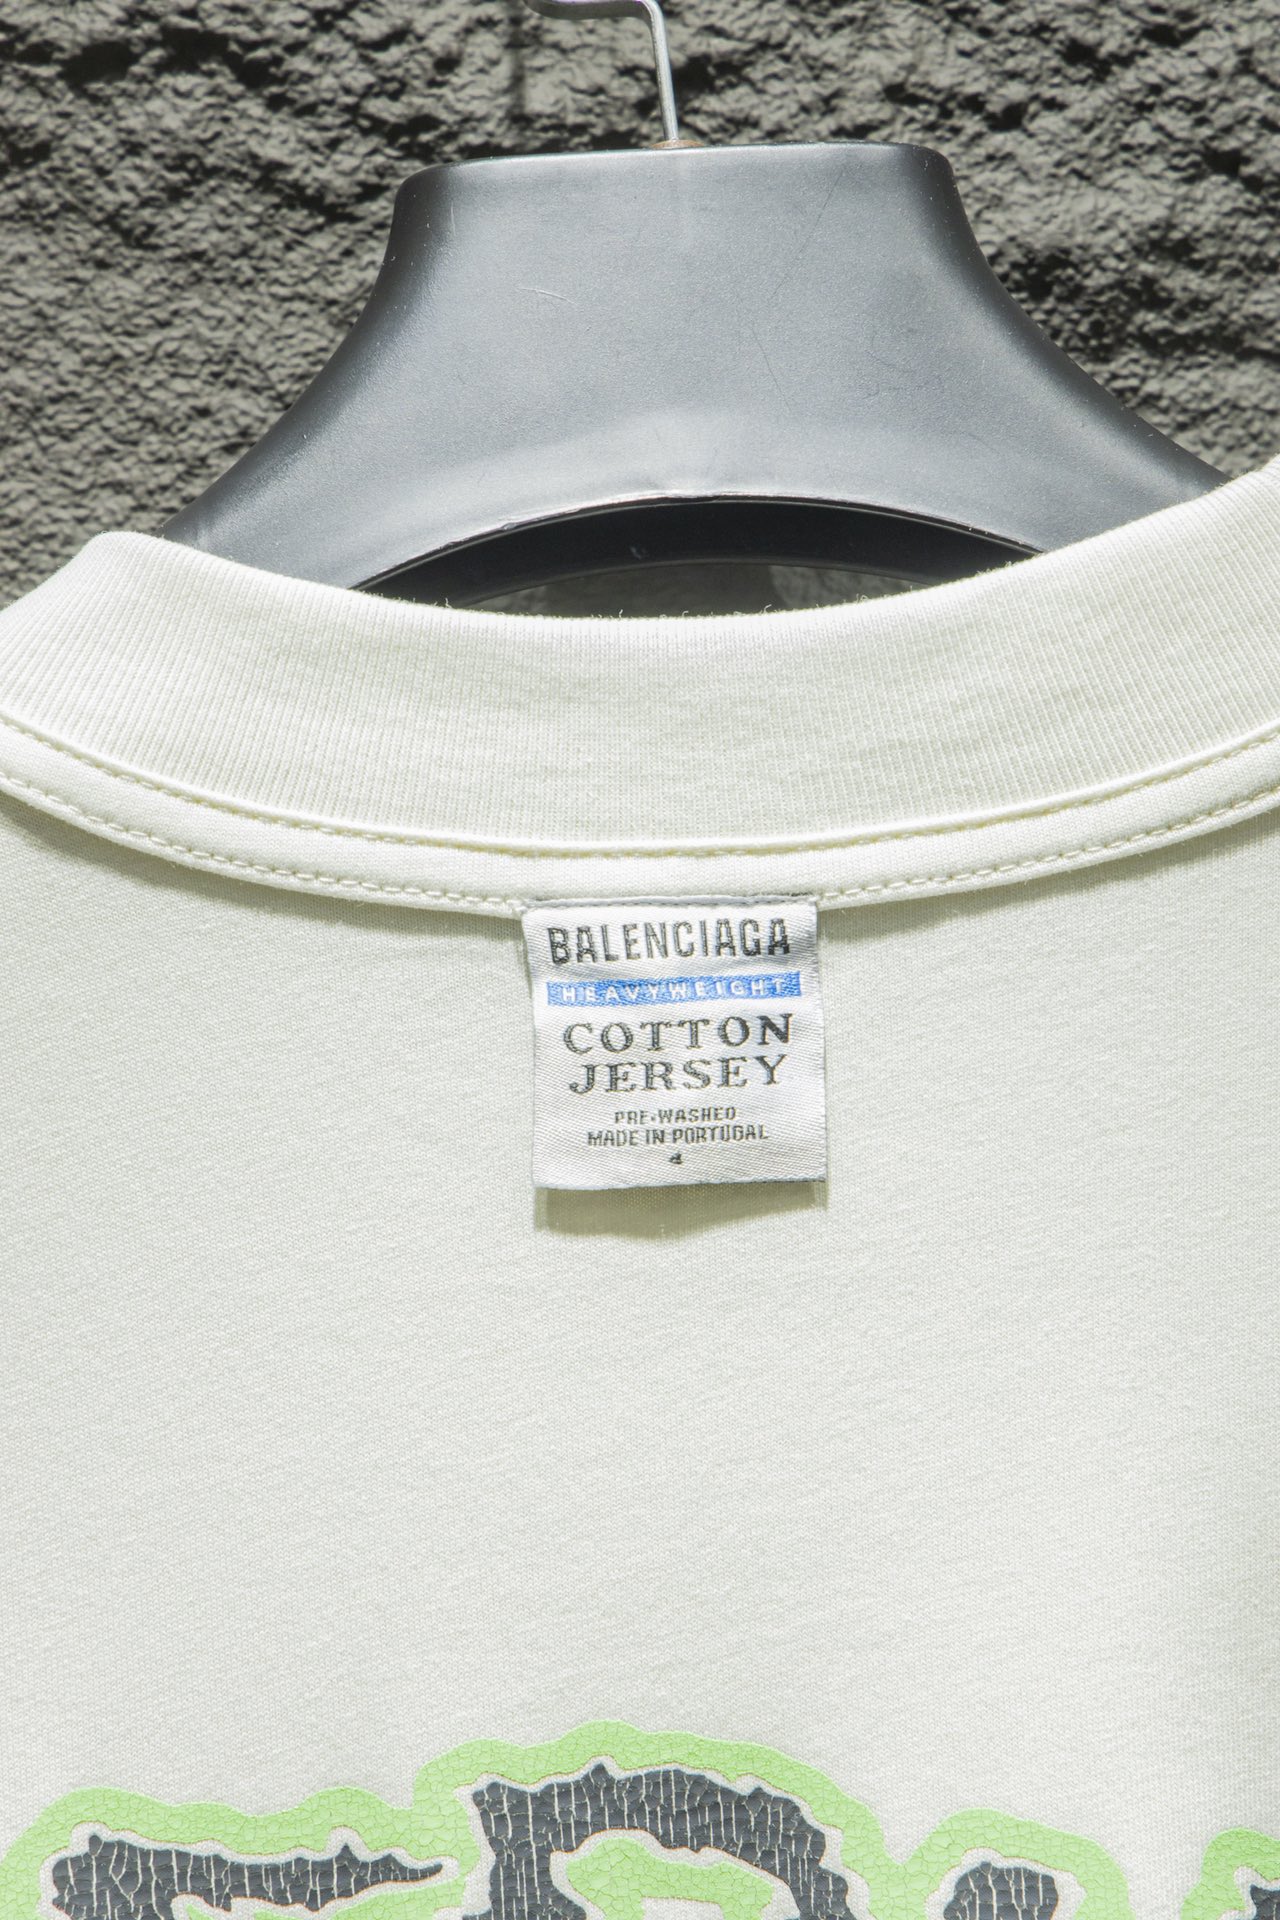 BALENCIAGA
HEAVYWEIGHT
COTTON
JERSEY
PRE-WASHED
MADE IN PORTUGAL
4